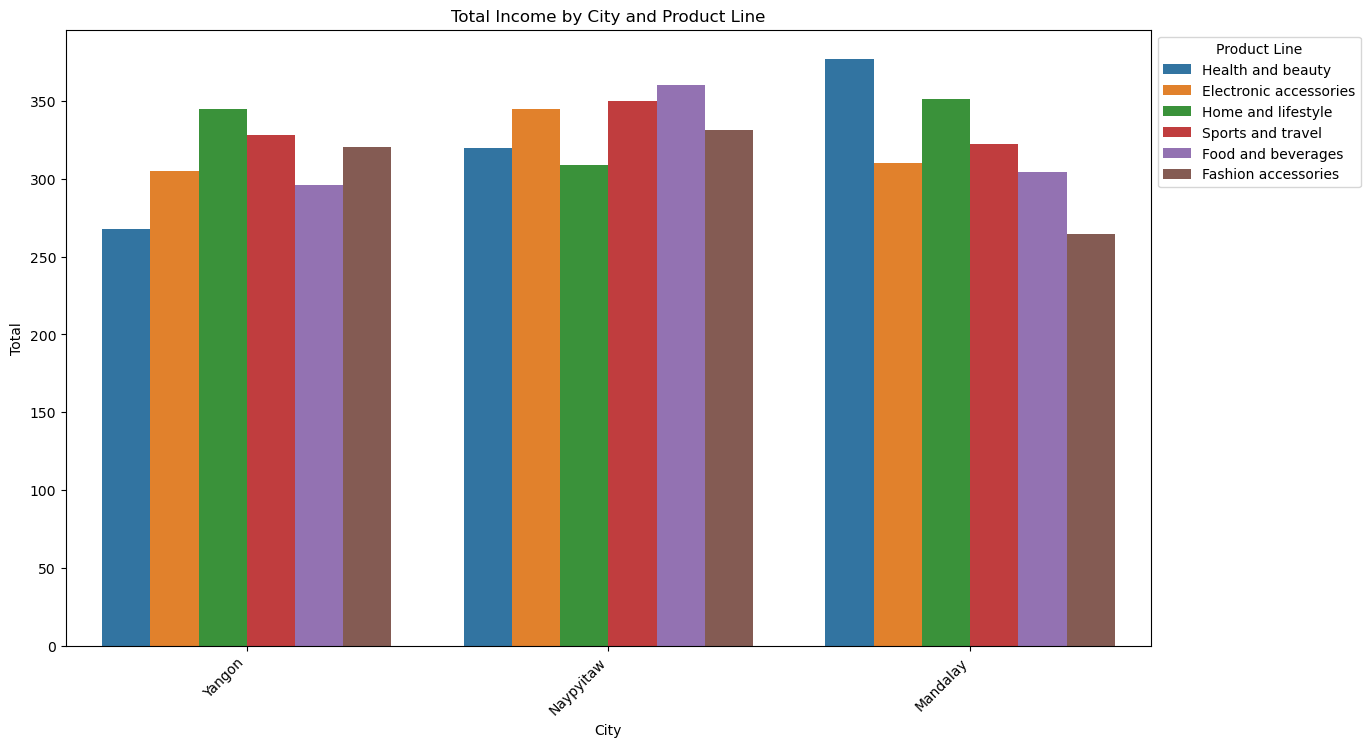 Total Income by City and Product Line
Total
350
300
250
200
150
100
50
0
Yangon
Naypyitaw
Mandalay
City
Product Line
Health and beauty
Electronic accessories
Home and lifestyle
Sports and travel
Food and beverages
Fashion accessories